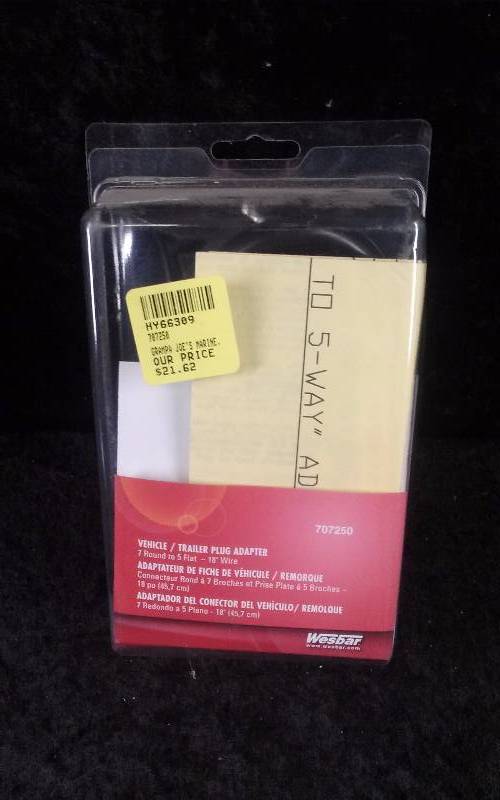 HY66309
707250
GRAMPA JOE'S MARINE.
OUR PRICE
$21.62
TO 5-WAY" AD
707250
VEHICLE / TRAILER PLUG ADAPTER
7 Round to 5 Flat – 18" Wire
ADAPTATEUR DE FICHE DE VÉHICULE / REMORQUE
Connecteur Rond à 7 Broches et Prise Plate à 5 Broches -
18 po (45,7 cm)
ADAPTADOR DEL CONECTOR DEL VEHÍCULO/ REMOLQUE
7 Redondo a 5 Plano - 18" (45,7 cm)
Wesbar
www.wesbar.com